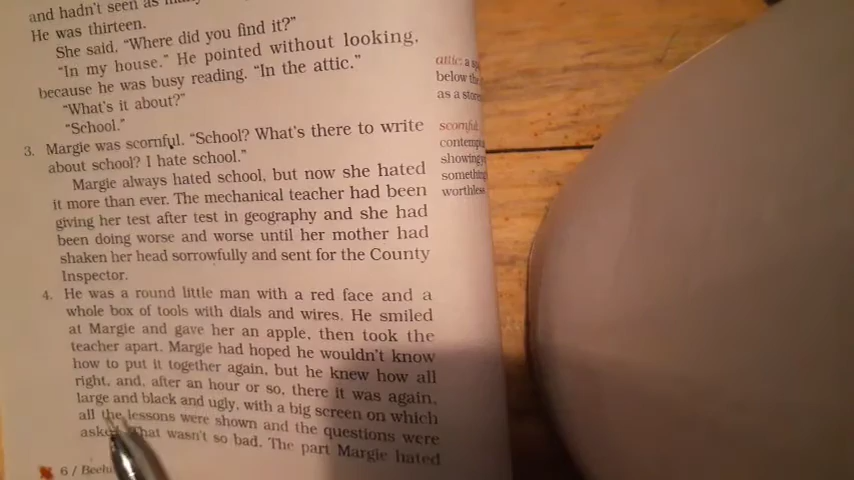 and hadn't seen as
He was thirteen.
She said, "Where did you find it?"
"In my house." He pointed without looking,
because he was busy reading. "In the attic."
"What's it about?"
"School."
3. Margie was scornful. "School? What's there to write
about school? I hate school."
Margie always hated school, but now she hated
it more than ever. The mechanical teacher had been
giving her test after test in geography and she had
been doing worse and worse until her mother had
shaken her head sorrowfully and sent for the County
Inspector.
4. He was a round little man with a red face and a
whole box of tools with dials and wires. He smiled
at Margie and gave her an apple, then took the
teacher apart. Margie had hoped he wouldn't know
how to put it together again, but he knew how all
right, and, after an hour or so, there it was again,
large and black and ugly, with a big screen on which
all the lessons were shown and the questions were
That wasn't so bad. The part Margie hated
6 /
attic: a
below the
as a
scornful
showing
worthless